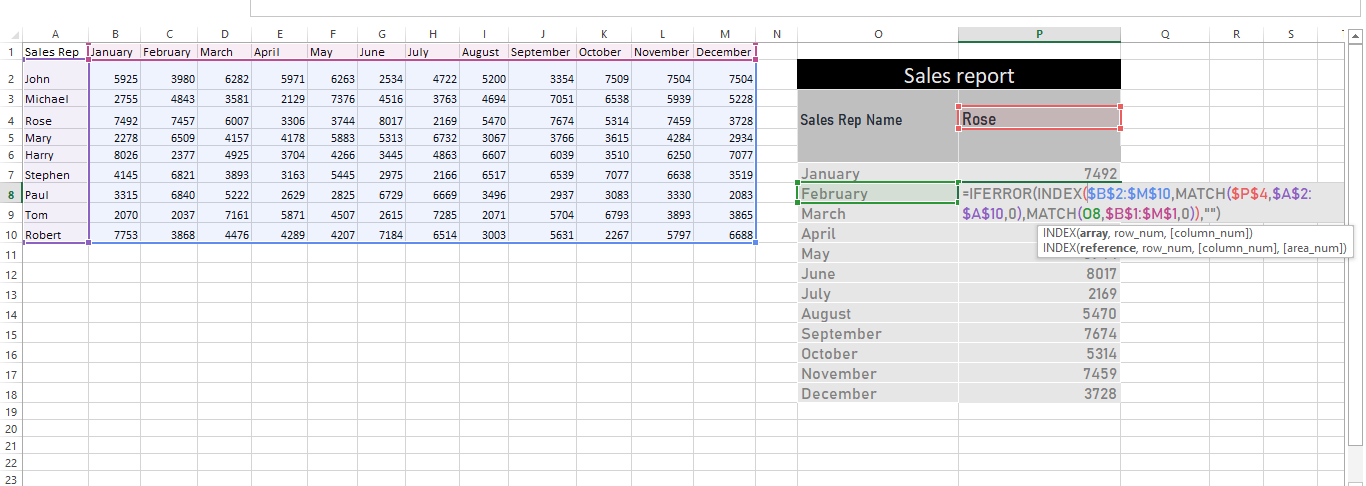 A B C D E F G H I J K L M N O P Q R S
1 Sales Rep January February March April May June July August September October November December
Sales report
2 John 5925 3980 6282 5971 6263 2534 4722 5200 3354 7509 7504 7504
3 Michael 2755 4843 3581 2129 7376 4516 3763 4694 7051 6538 5939 5228
4 Rose 7492 7457 6007 3306 3744 8017 2169 5470 7674 5314 7459 3728 Sales Rep Name Rose
5 Mary 2278 6509 4157 4178 5883 5313 6732 3067 3766 3615 4284 2934
6 Harry 8026 2377 4925 3704 4266 3445 4863 6607 6039 3510 6250 7077
7 Stephen 4145 6821 3893 3163 5445 2975 2166 6517 6539 7077 6638 3519 January 7492
8 Paul 3315 6840 5222 2629 2825 6729 6669 3496 2937 3083 3330 2083 February =IFERROR(INDEX($B$2:$M$10,MATCH($P$4,$A$2:
9 Tom 2070 2037 7161 5871 4507 2615 7285 2071 5704 6793 3893 3865 March $A$10,0),MATCH(O8,$B$1:$M$1,0)),"")
10 Robert 7753 3868 4476 4289 4207 7184 6514 3003 5631 2267 5797 6688 April INDEX(array, row_num, [column_num])
11 May INDEX(reference, row_num, [column_num], [area_num])
12 June 8017
13 July 2169
14 August 5470
15 September 7674
16 October 5314
17 November 7459
18 December 3728
19
20
21
22
23